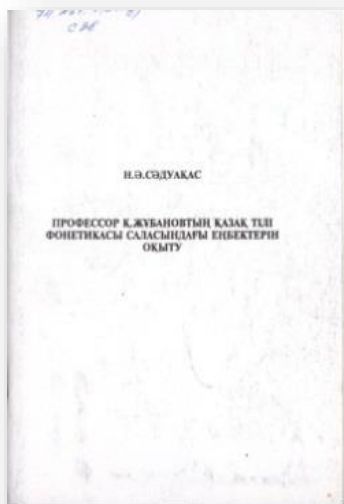 Н.Ә.СӘДУАҚАС
ПРОФЕССОР Қ.ЖҰБАНОВТЫҢ ҚАЗАҚ ТІЛІ
ФОНЕТИКАСЫ САЛАСЫНДАҒЫ ЕҢБЕКТЕРІН
ОҚЫТУ